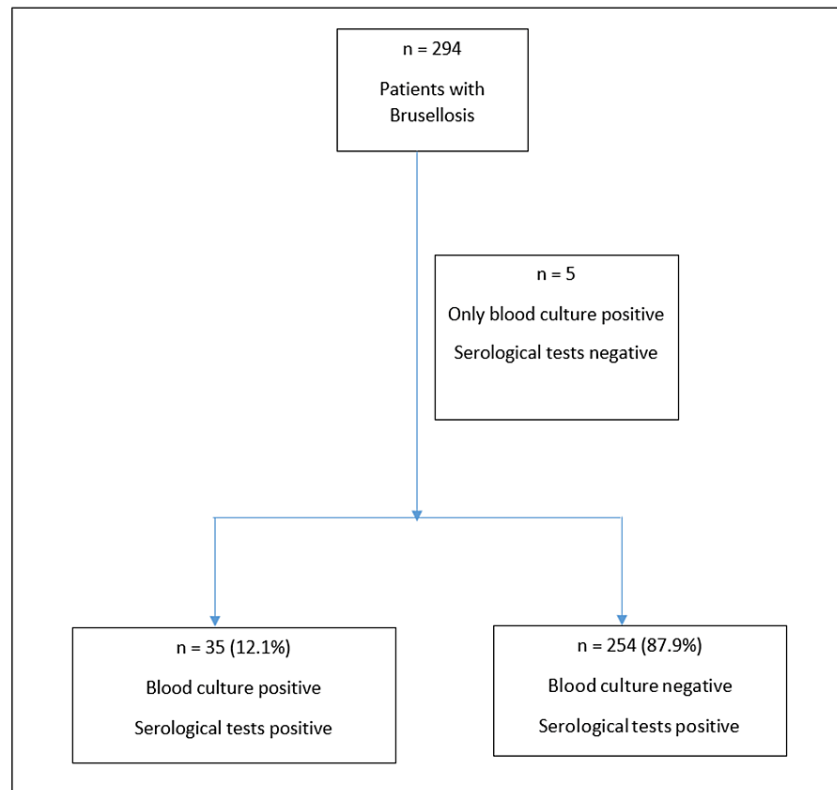 n = 294
Patients with
Brusellosis
n = 5
Only blood culture positive
Serological tests negative
n = 35 (12.1%)
Blood culture positive
Serological tests positive
n = 254 (87.9%)
Blood culture negative
Serological tests positive